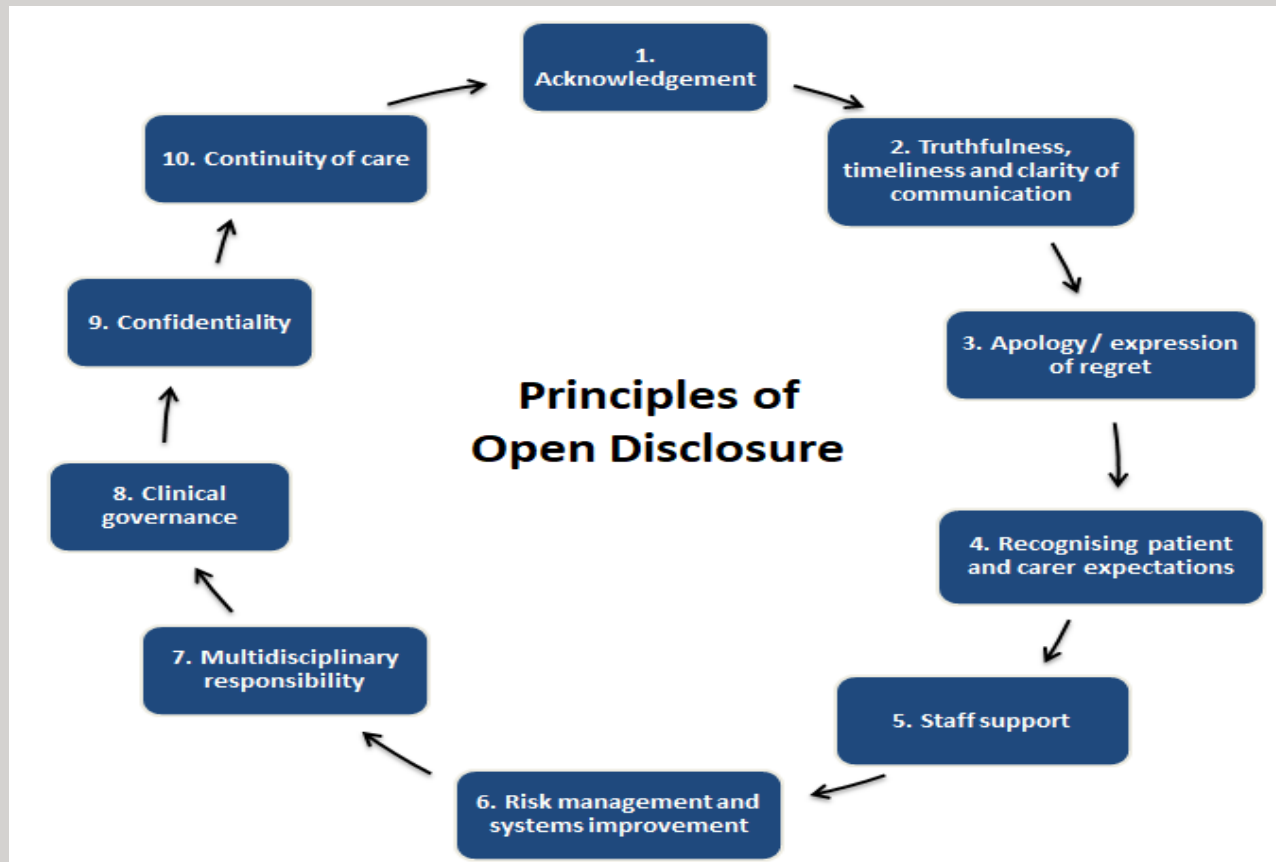 1.
Acknowledgement
2. Truthfulness,
timeliness and clarity of
communication
3. Apology / expression
of regret
4. Recognising patient
and carer expectations
5. Staff support
6. Risk management and
systems improvement
7. Multidisciplinary
responsibility
8. Clinical
governance
9. Confidentiality
10. Continuity of care
Principles of
Open Disclosure